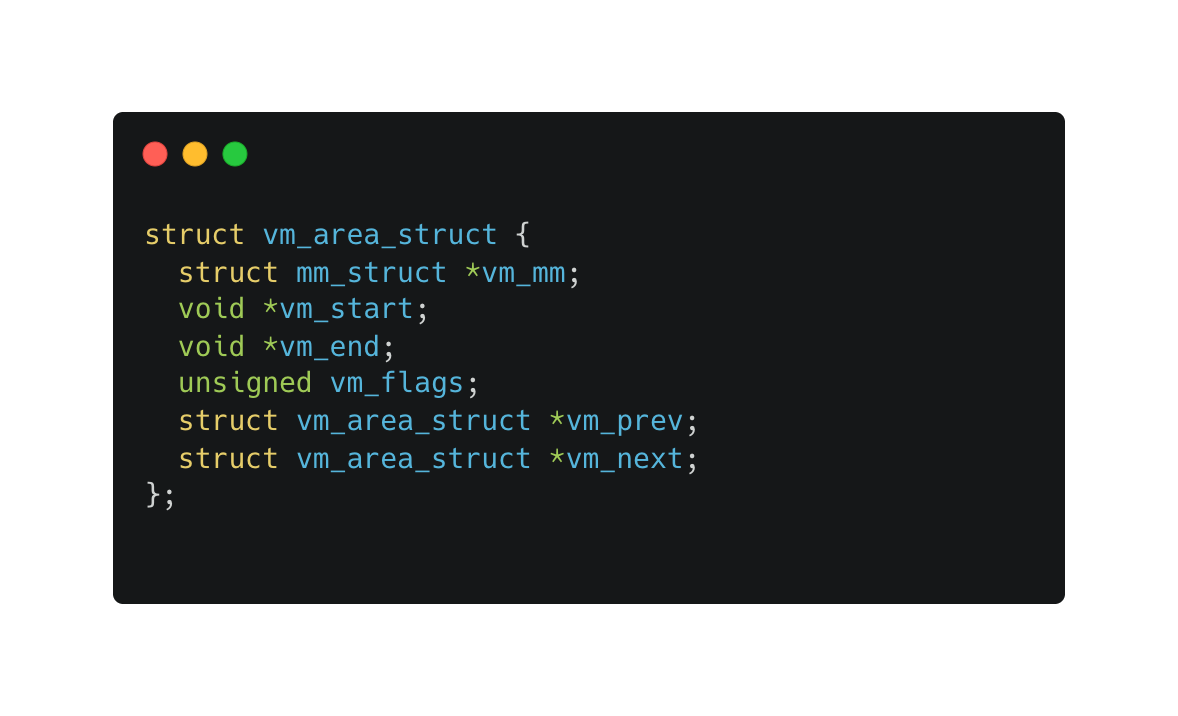 struct vm_area_struct {
  struct mm_struct *vm_mm;
  void *vm_start;
  void *vm_end;
  unsigned vm_flags;
  struct vm_area_struct *vm_prev;
  struct vm_area_struct *vm_next;
};